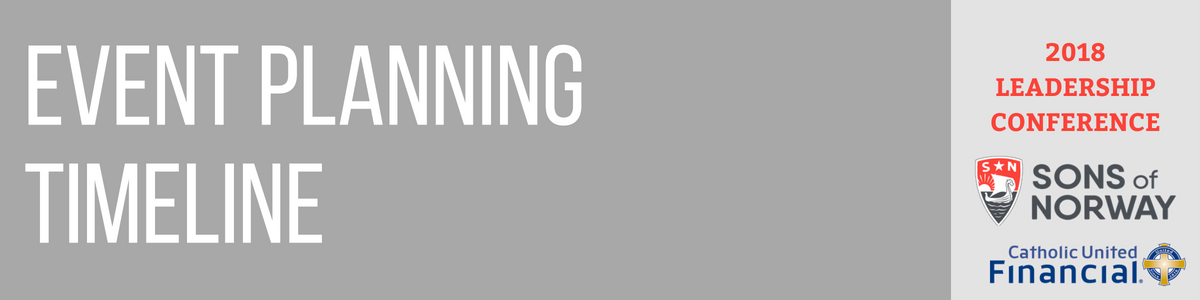 EVENT PLANNING
TIMELINE
2018
LEADERSHIP
CONFERENCE
S★N
SONS of
NORWAY
Catholic United
Financial®